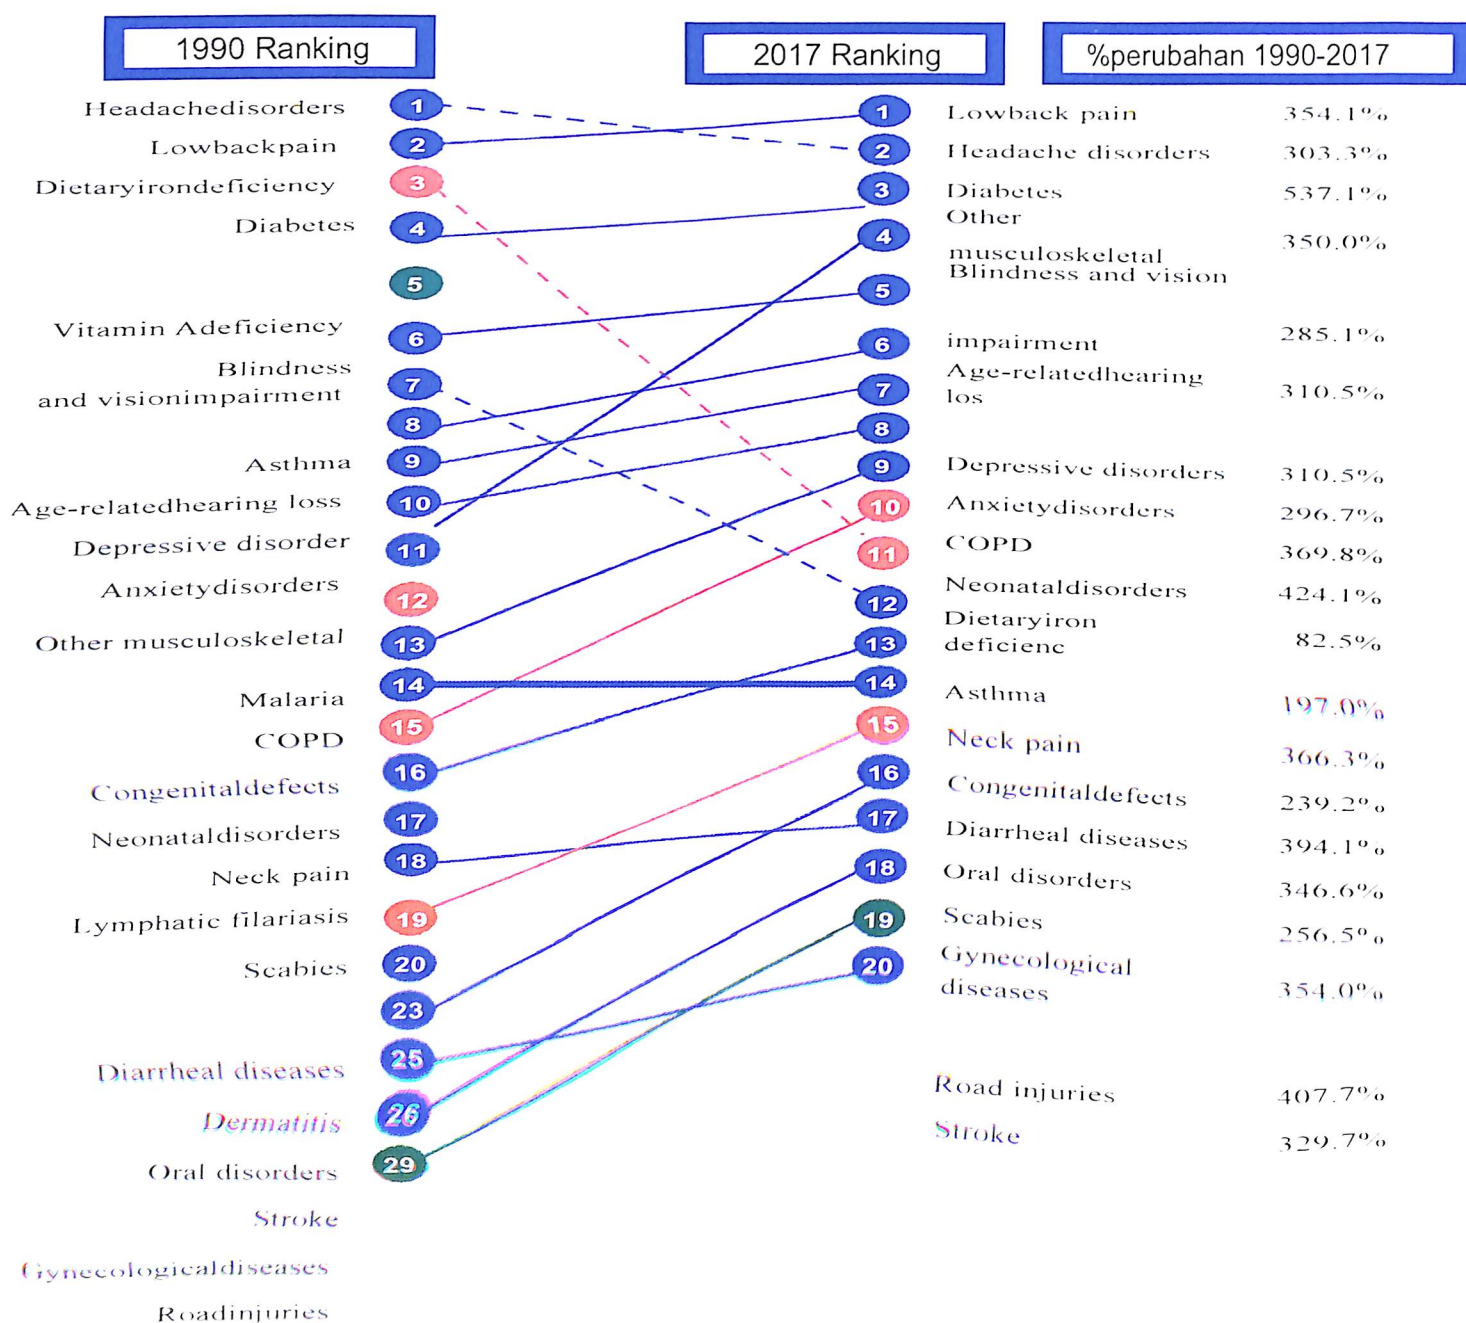 1990 Ranking
2017 Ranking
%perubahan 1990-2017
Headachedisorders 1
Lowbackpain 2
Dietaryirondeficiency 3
Diabetes 4
5
Vitamin Adeficiency 6
Blindness 7
and visionimpairment
8
Asthma 9
Age-relatedhearing loss 10
Depressive disorder 11
Anxietydisorders 12
Other musculoskeletal 13
Malaria 14
COPD 15
Congenitaldefects 16
Neonataldisorders 17
Neck pain 18
Lymphatic filariasis 19
Scabies 20
23
Diarrheal diseases 25
Dermatitis 26
Oral disorders 29
Stroke
Gynecologicaldiseases
Roadinjuries
1 Lowback pain 354.1%
2 Headache disorders 303.3%
3 Diabetes 537.1%
Other
4 musculoskeletal 350.0%
Blindness and vision
5
6 impairment 285.1%
7 Age-relatedhearing
los 310.5%
8
9 Depressive disorders 310.5%
10 Anxietydisorders 296.7%
11 COPD 369.8%
12 Neonataldisorders 424.1%
Dietaryiron
13 deficienc 82.5%
14 Asthma 197.0%
15 Neck pain 366.3%
16 Congenitaldefects 239.2%
17 Diarrheal diseases 394.1%
18 Oral disorders 346.6%
19 Scabies 256.5%
20 Gynecological
diseases 354.0%
Road injuries 407.7%
Stroke 329.7%